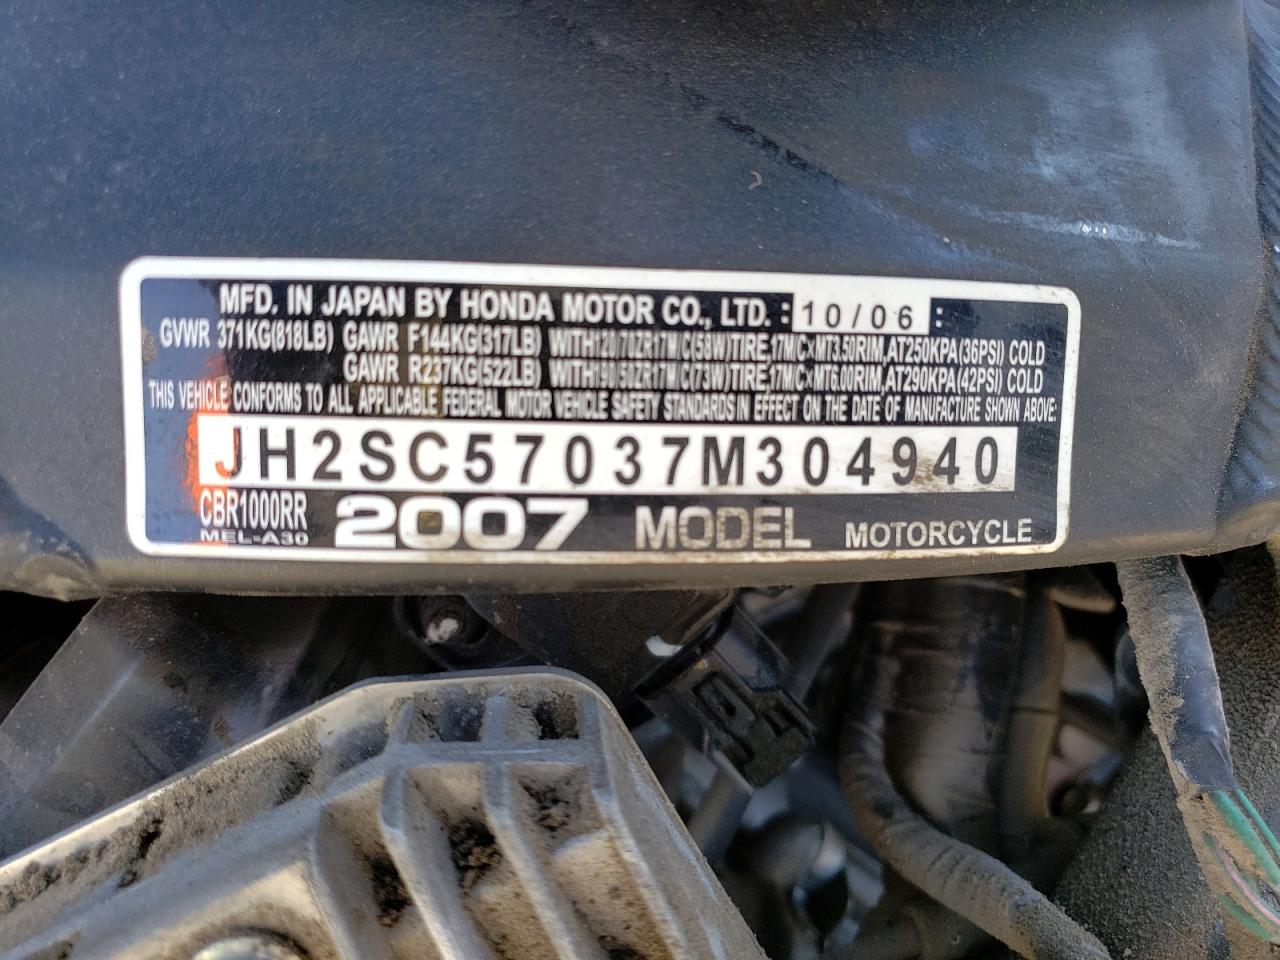 MFD. IN JAPAN BY HONDA MOTOR CO., LTD. : 10/06 :
GVWR 371KG(818LB) GAWR F144KG(317LB) WITH120/70ZR17M/C(58W)TIRE,17M/C×MT3.50RIM,AT250KPA(36PSI) COLD
GAWR R237KG(522LB) WITH190/50ZR17M/C(73W)TIRE,17M/C×MT6.00RIM,AT290KPA(42PSI) COLD
THIS VEHICLE CONFORMS TO ALL APPLICABLE FEDERAL MOTOR VEHICLE SAFETY STANDARDS IN EFFECT ON THE DATE OF MANUFACTURE SHOWN ABOVE:
JH2SC57037M304940
CBR1000RR 2007 MODEL MOTORCYCLE
MEL-A30